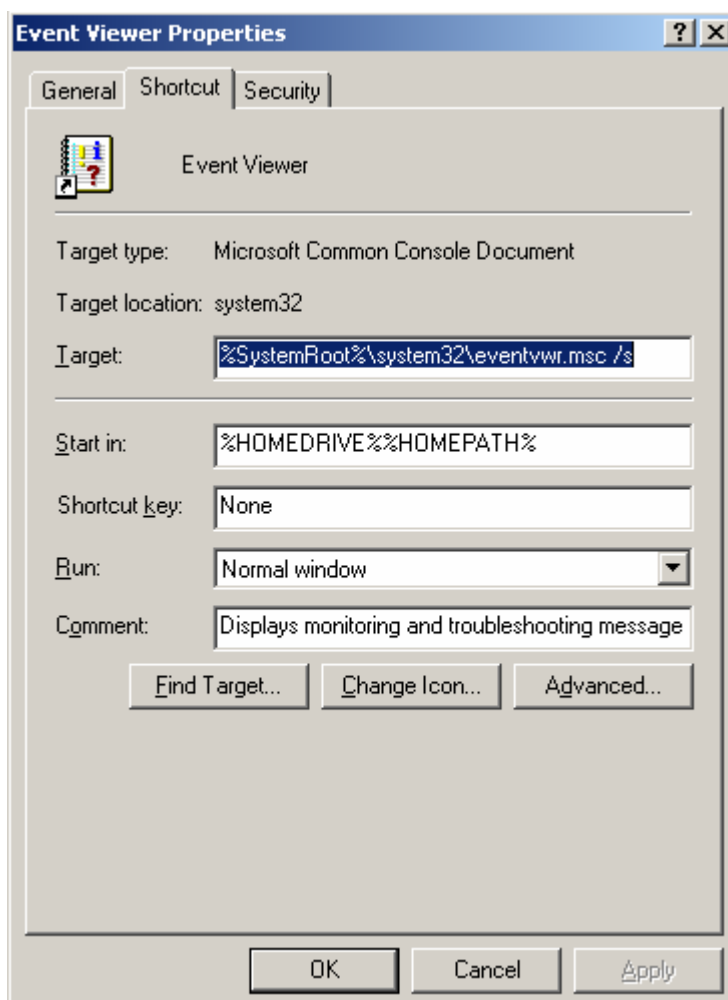 Event Viewer Properties
General Shortcut Security
Event Viewer
Target type: Microsoft Common Console Document
Target location: system32
Target: %SystemRoot%\system32\eventvwr.msc /s
Start in: %HOMEDRIVE%%HOMEPATH%
Shortcut key: None
Run: Normal window
Comment: Displays monitoring and troubleshooting message
Find Target... Change Icon... Advanced...
OK Cancel Apply